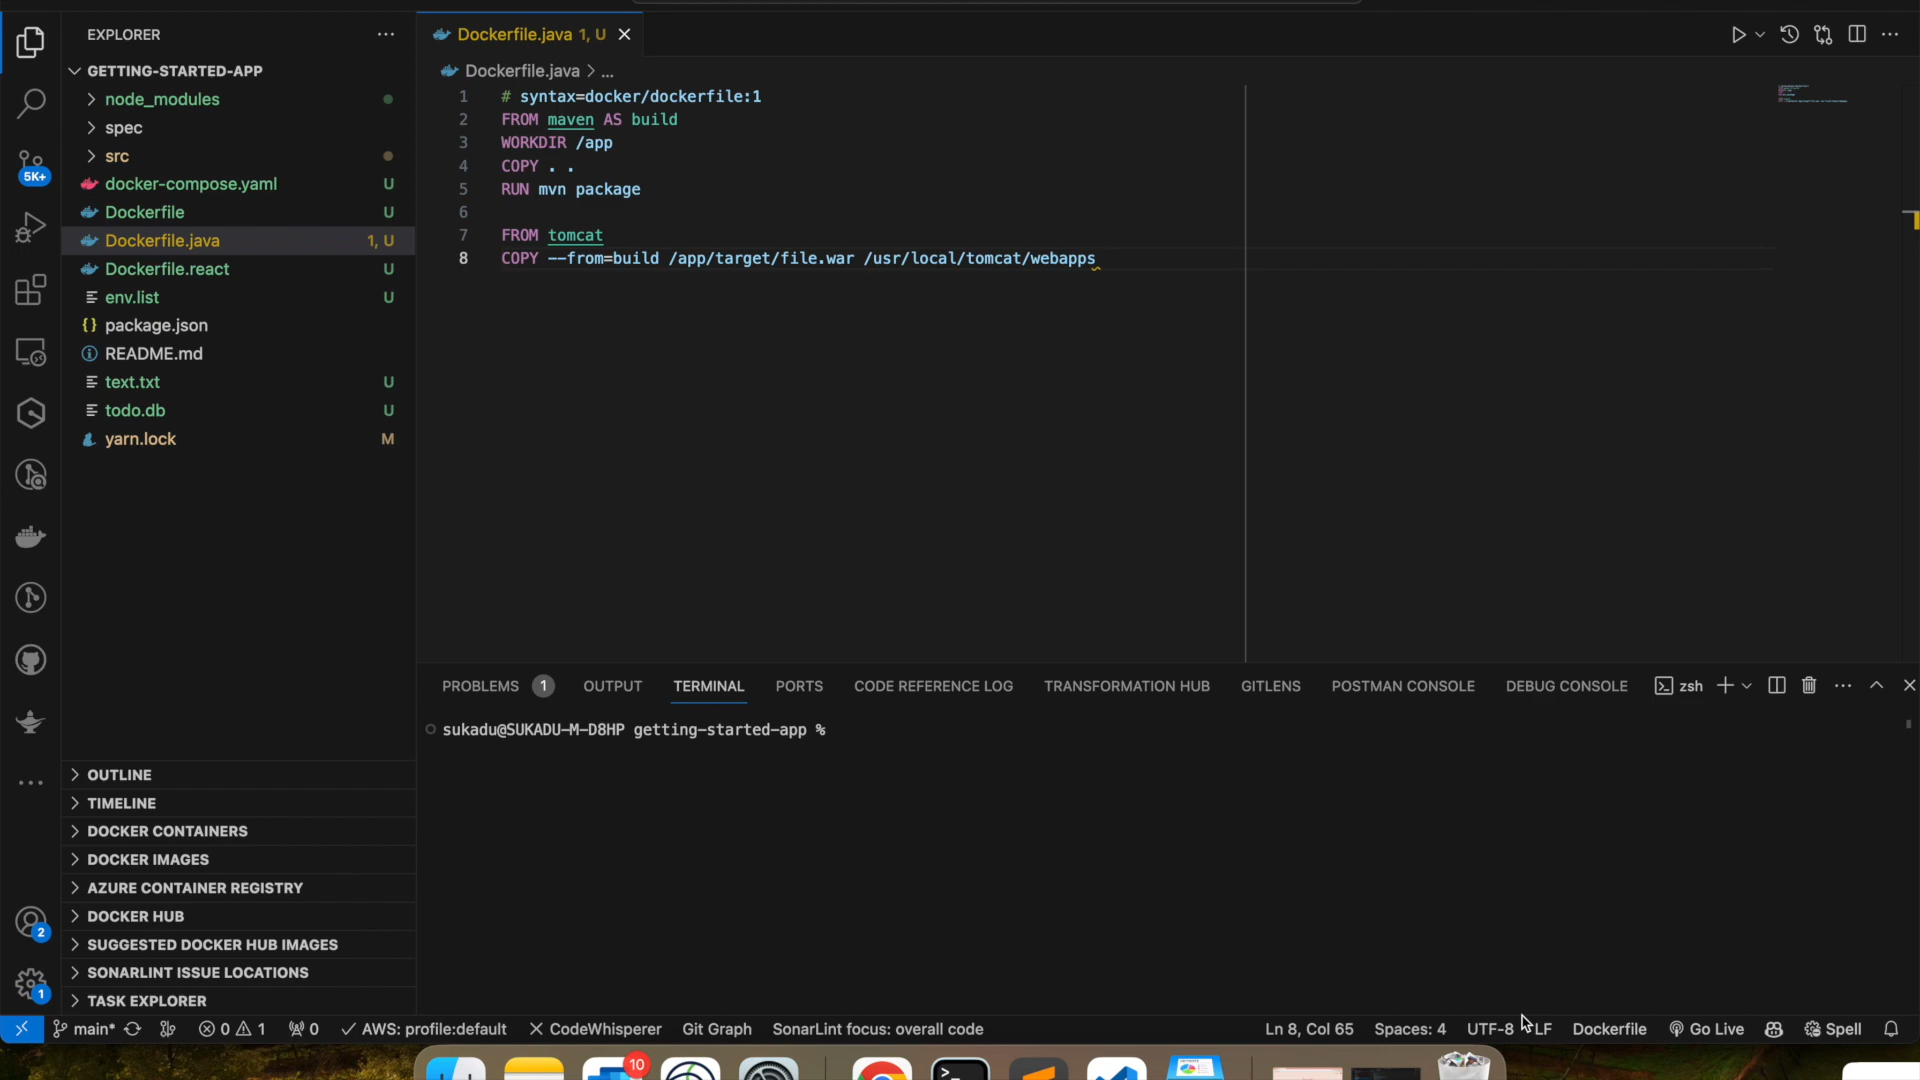 EXPLORER
GETTING-STARTED-APP
node_modules
spec
src
docker-compose.yaml U
Dockerfile U
Dockerfile.java 1, U
Dockerfile.react U
env.list U
package.json
README.md
text.txt U
todo.db U
yarn.lock M
OUTLINE
TIMELINE
DOCKER CONTAINERS
DOCKER IMAGES
AZURE CONTAINER REGISTRY
DOCKER HUB
SUGGESTED DOCKER HUB IMAGES
SONARLINT ISSUE LOCATIONS
TASK EXPLORER
5K+
2
1
Dockerfile.java 1, U
Dockerfile.java > ...
1 # syntax=docker/dockerfile:1
2 FROM maven AS build
3 WORKDIR /app
4 COPY . .
5 RUN mvn package
6
7 FROM tomcat
8 COPY --from=build /app/target/file.war /usr/local/tomcat/webapps
PROBLEMS 1 OUTPUT TERMINAL PORTS CODE REFERENCE LOG TRANSFORMATION HUB GITLENS POSTMAN CONSOLE DEBUG CONSOLE zsh
sukadu@SUKADU-M-D8HP getting-started-app %
main* 0 1 0 AWS: profile:default CodeWhisperer Git Graph SonarLint focus: overall code Ln 8, Col 65 Spaces: 4 UTF-8 LF Dockerfile Go Live Spell
10